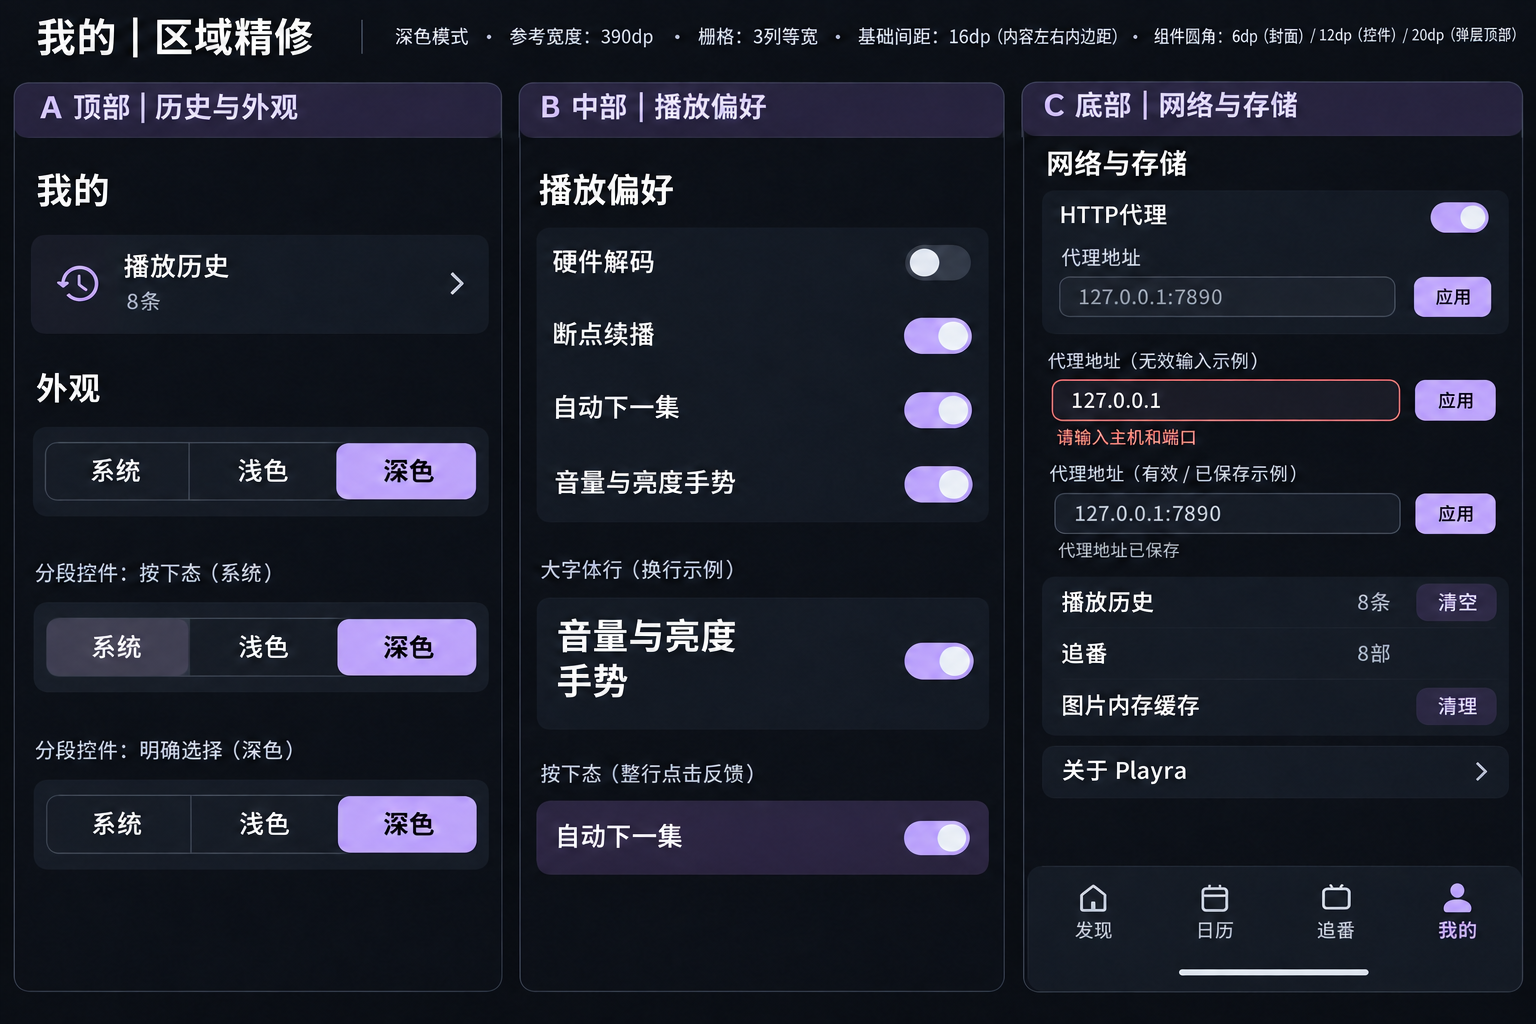 我的 | 区域精修
深色模式 • 参考宽度：390dp • 栅格：3列等宽 • 基础间距：16dp（内容左右内边距） • 组件圆角：6dp（封面）/ 12dp（控件）/ 20dp（弹层顶部）
A 顶部 | 历史与外观
我的
播放历史
8条
外观
系统 浅色 深色
分段控件：按下态（系统）
系统 浅色 深色
分段控件：明确选择（深色）
系统 浅色 深色
B 中部 | 播放偏好
播放偏好
硬件解码
断点续播
自动下一集
音量与亮度手势
大字体行（换行示例）
音量与亮度
手势
按下态（整行点击反馈）
自动下一集
C 底部 | 网络与存储
网络与存储
HTTP代理
代理地址
127.0.0.1:7890 应用
代理地址（无效输入示例）
127.0.0.1 应用
请输入主机和端口
代理地址（有效 / 已保存示例）
127.0.0.1:7890 应用
代理地址已保存
播放历史 8条 清空
追番 8部
图片内存缓存 清理
关于 Playra
发现 日历 追番 我的